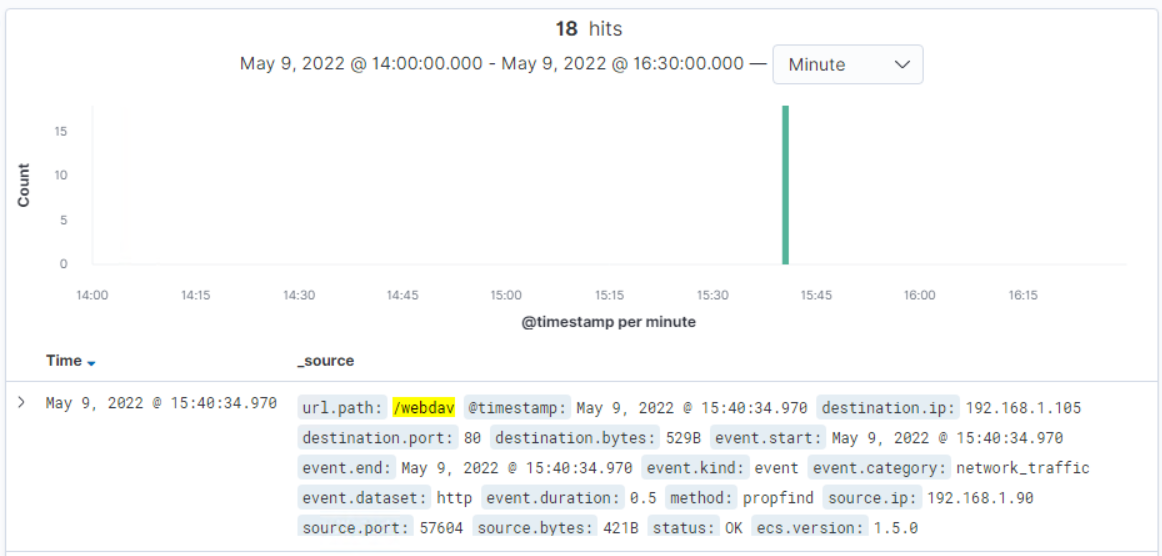 18 hits
May 9, 2022 @ 14:00:00.000 - May 9, 2022 @ 16:30:00.000 — Minute
Count
15
10
5
0
14:00 14:15 14:30 14:45 15:00 15:15 15:30 15:45 16:00 16:15
@timestamp per minute
Time _source
May 9, 2022 @ 15:40:34.970 url.path: /webdav @timestamp: May 9, 2022 @ 15:40:34.970 destination.ip: 192.168.1.105
destination.port: 80 destination.bytes: 529B event.start: May 9, 2022 @ 15:40:34.970
event.end: May 9, 2022 @ 15:40:34.970 event.kind: event event.category: network_traffic
event.dataset: http event.duration: 0.5 method: propfind source.ip: 192.168.1.90
source.port: 57604 source.bytes: 421B status: OK ecs.version: 1.5.0